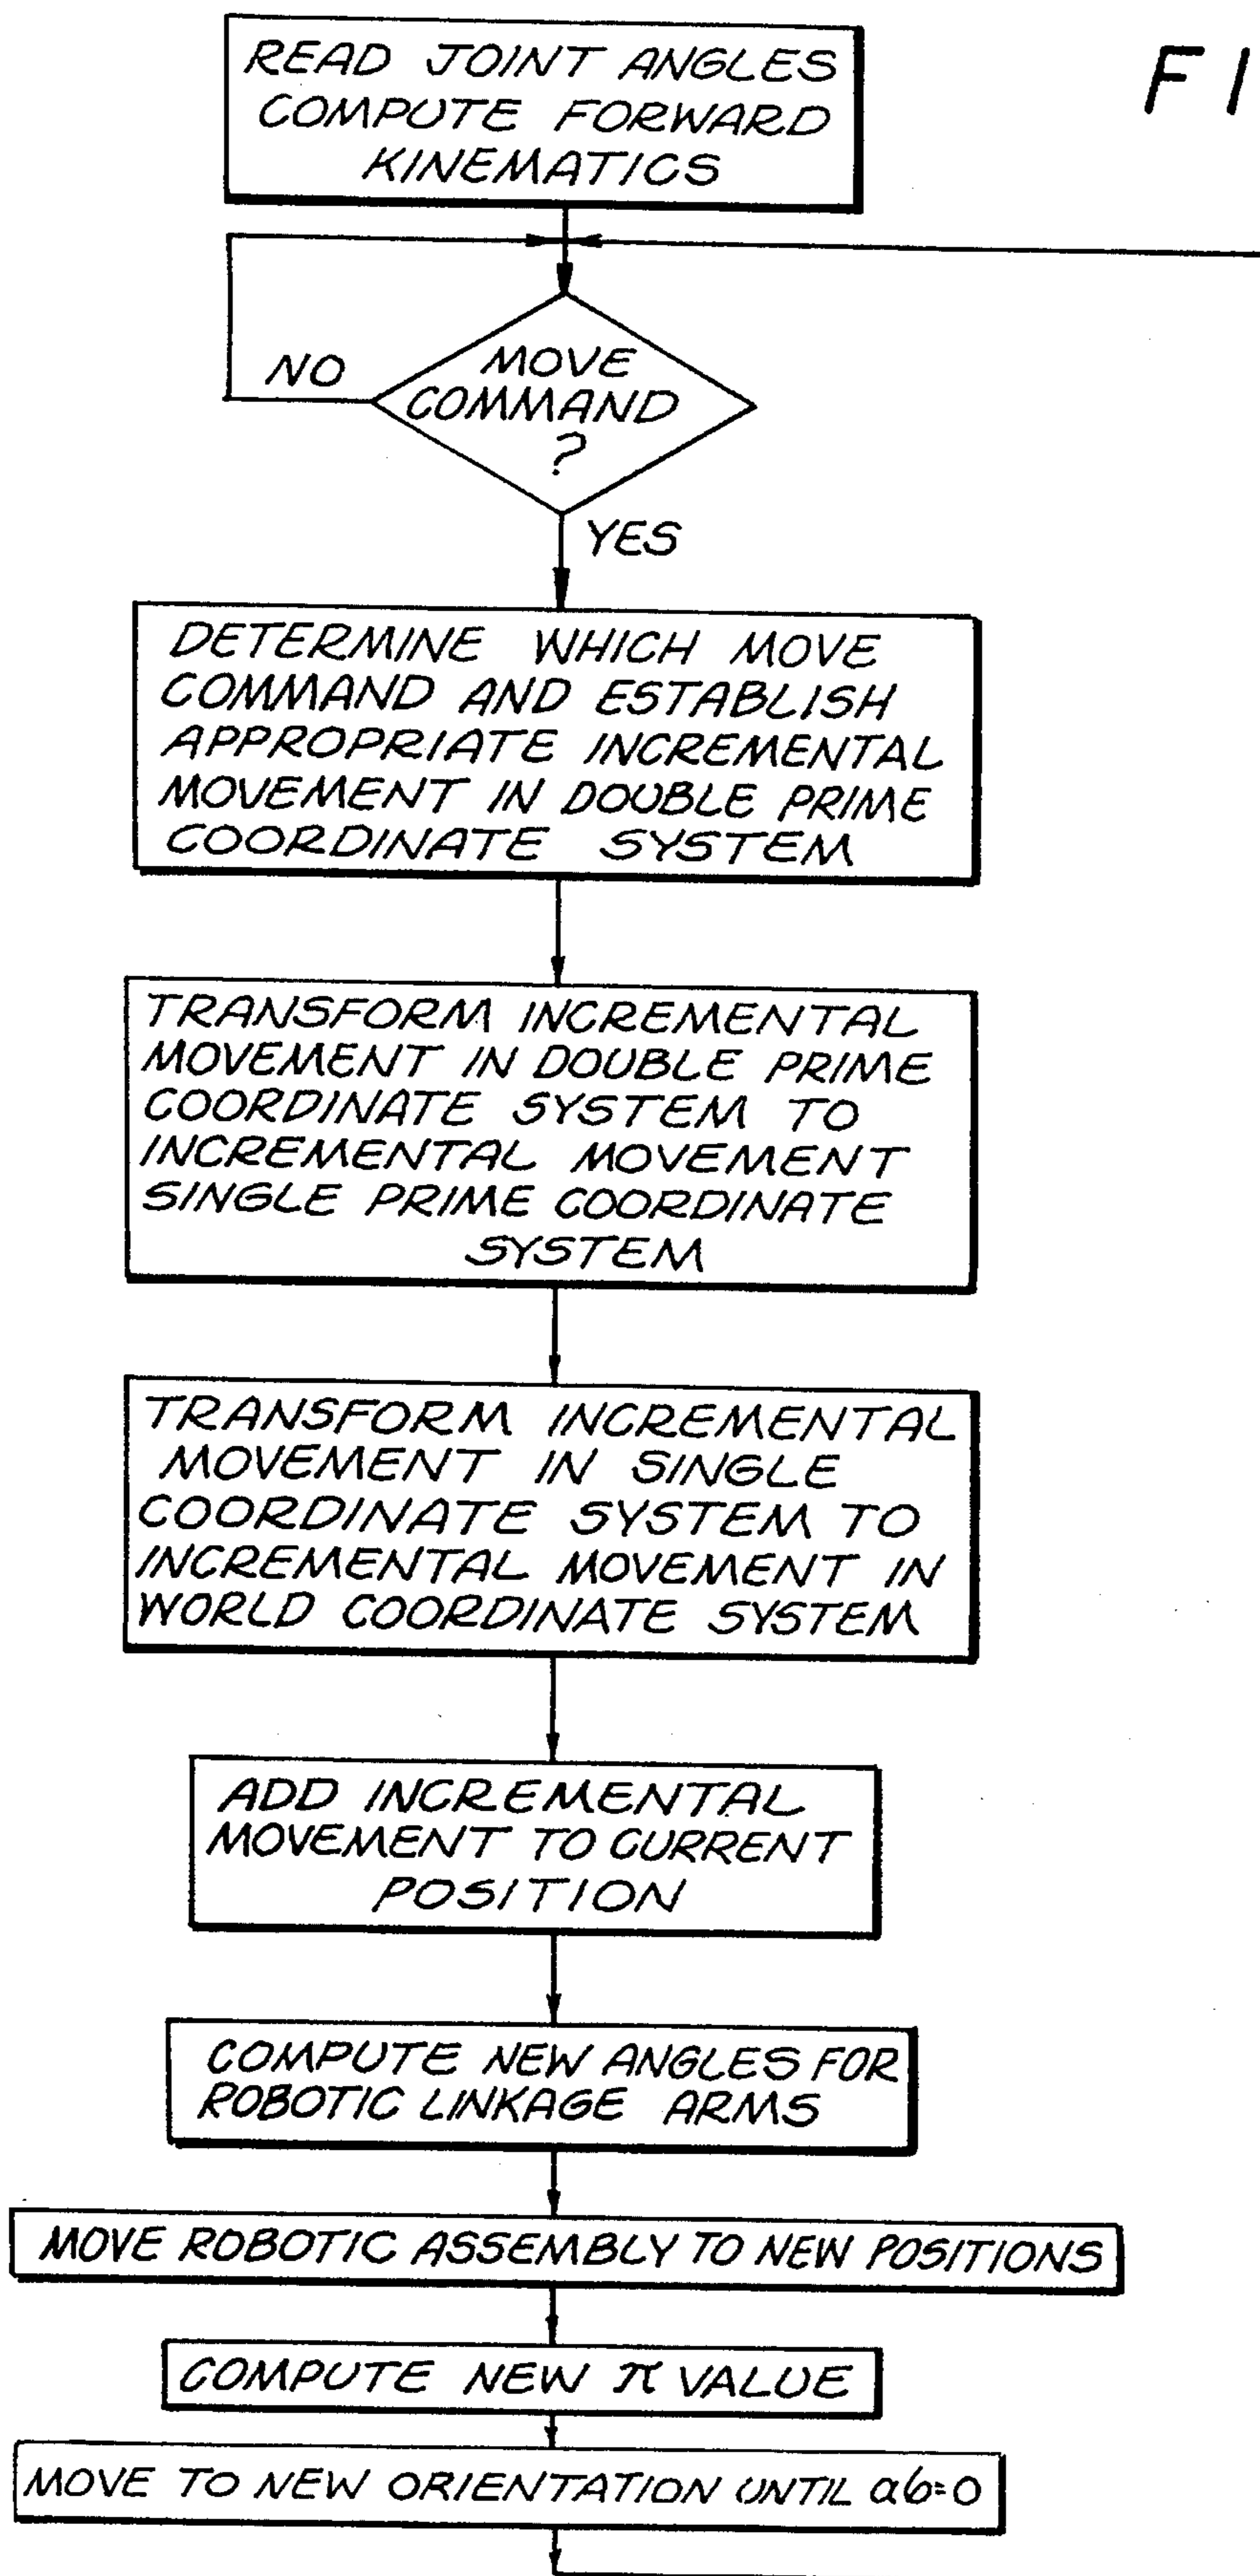 READ JOINT ANGLES
COMPUTE FORWARD
KINEMATICS
FI
MOVE
COMMAND
?
NO
YES
DETERMINE WHICH MOVE
COMMAND AND ESTABLISH
APPROPRIATE INCREMENTAL
MOVEMENT IN DOUBLE PRIME
COORDINATE SYSTEM
TRANSFORM INCREMENTAL
MOVEMENT IN DOUBLE PRIME
COORDINATE SYSTEM TO
INCREMENTAL MOVEMENT
SINGLE PRIME COORDINATE
SYSTEM
TRANSFORM INCREMENTAL
MOVEMENT IN SINGLE
COORDINATE SYSTEM TO
INCREMENTAL MOVEMENT IN
WORLD COORDINATE SYSTEM
ADD INCREMENTAL
MOVEMENT TO CURRENT
POSITION
COMPUTE NEW ANGLES FOR
ROBOTIC LINKAGE ARMS
MOVE ROBOTIC ASSEMBLY TO NEW POSITIONS
COMPUTE NEW π VALUE
MOVE TO NEW ORIENTATION UNTIL ab=0